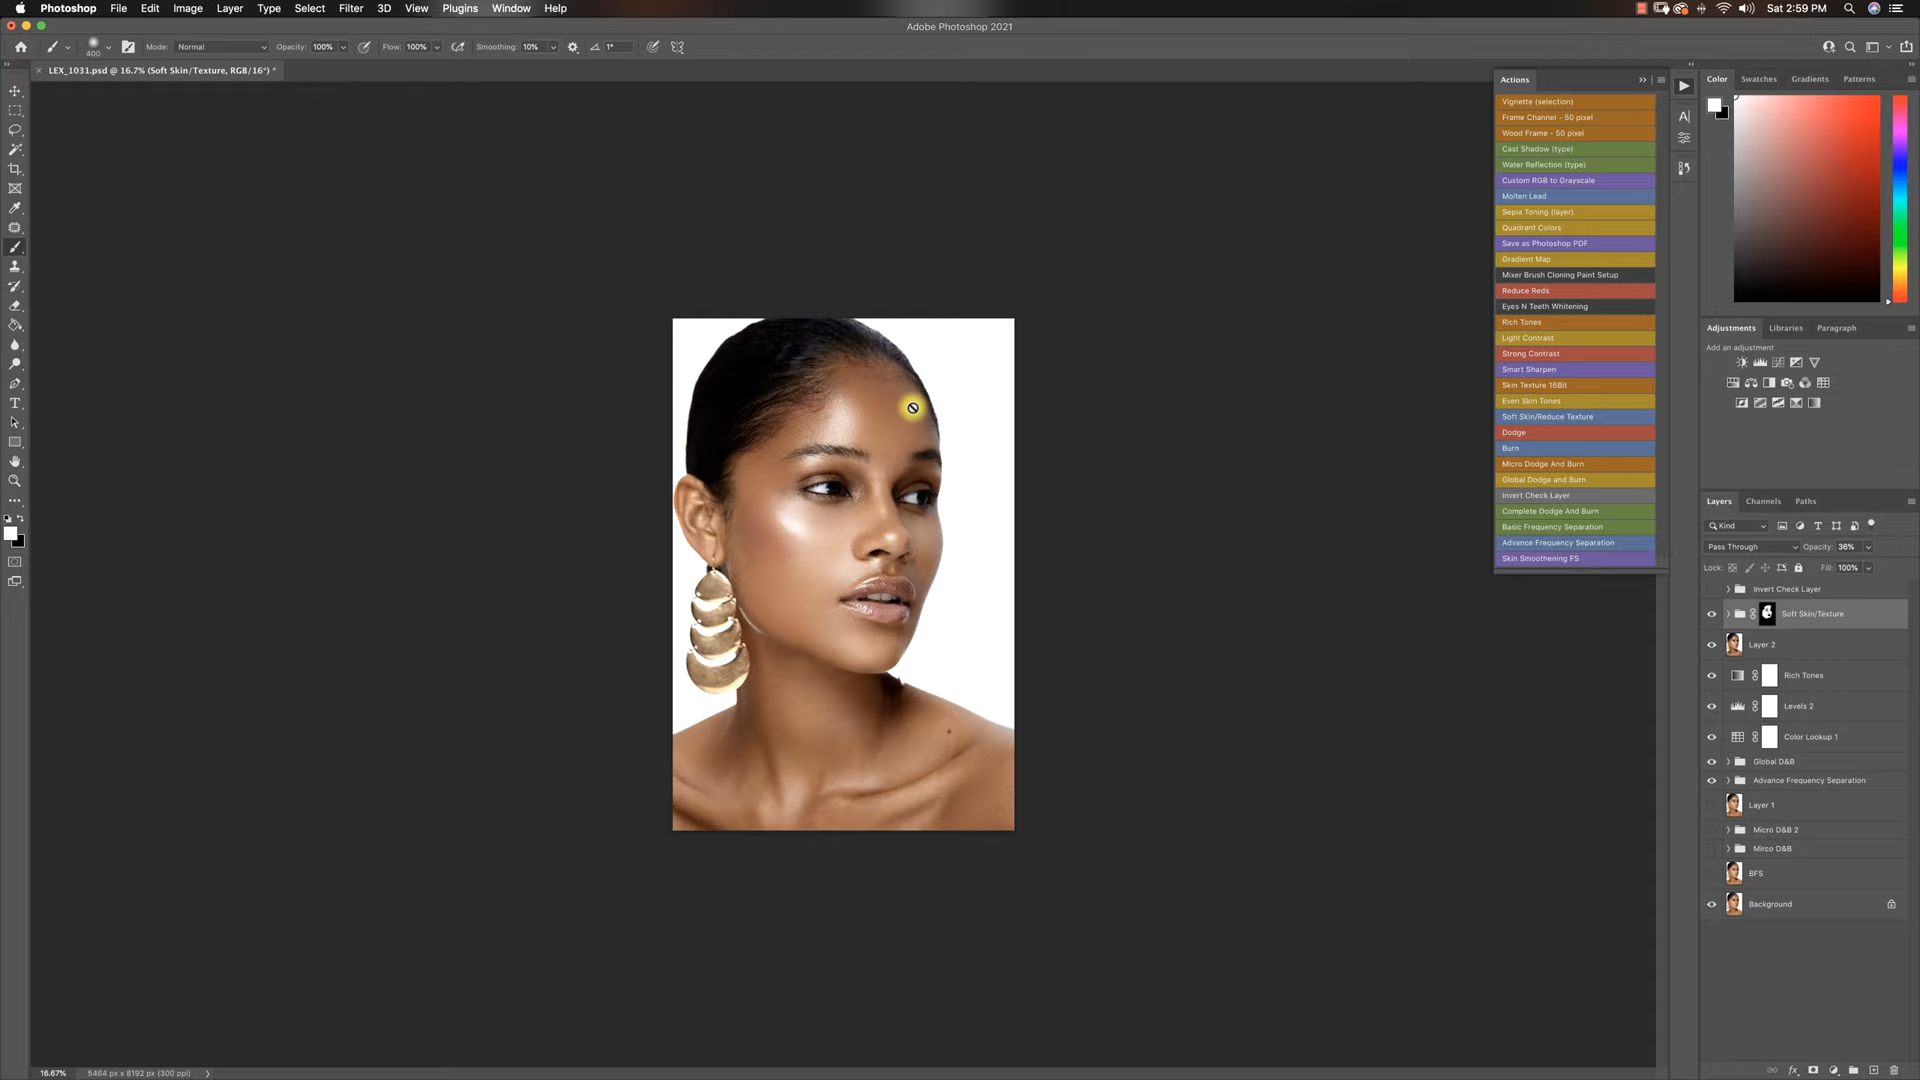 Photoshop File Edit Image Layer Type Select Filter 3D View Plugins Window Help
Sat 2:59 PM
Adobe Photoshop 2021
400
Mode: Normal Opacity: 100% Flow: 100% Smoothing: 10% 1°
× LEX_1031.psd @ 16.7% (Soft Skin/Texture, RGB/16*) *
Actions
Vignette (selection)
Frame Channel - 50 pixel
Wood Frame - 50 pixel
Cast Shadow (type)
Water Reflection (type)
Custom RGB to Grayscale
Molten Lead
Sepia Toning (layer)
Quadrant Colors
Save as Photoshop PDF
Gradient Map
Mixer Brush Cloning Paint Setup
Reduce Reds
Eyes N Teeth Whitening
Rich Tones
Light Contrast
Strong Contrast
Smart Sharpen
Skin Texture 16Bit
Even Skin Tones
Soft Skin/Reduce Texture
Dodge
Burn
Micro Dodge And Burn
Global Dodge and Burn
Invert Check Layer
Complete Dodge And Burn
Basic Frequency Separation
Advance Frequency Separation
Skin Smoothening FS
Color Swatches Gradients Patterns
Adjustments Libraries Paragraph
Add an adjustment
Layers Channels Paths
Kind
Pass Through Opacity: 36%
Lock: Fill: 100%
Invert Check Layer
Soft Skin/Texture
Layer 2
Rich Tones
Levels 2
Color Lookup 1
Global D&B
Advance Frequency Separation
Layer 1
Micro D&B 2
Mirco D&B
BFS
Background
16.67% 5464 px x 8192 px (300 ppi)